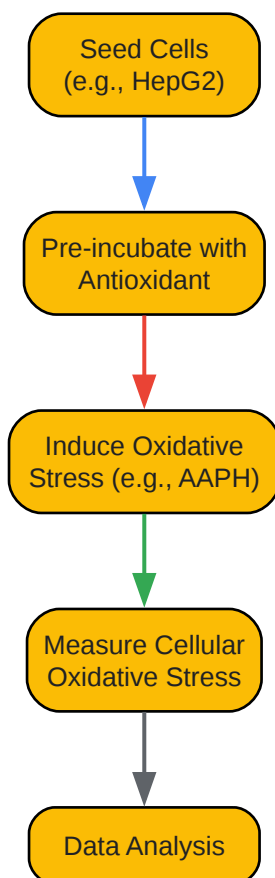 Seed Cells
(e.g., HepG2)
Pre-incubate with
Antioxidant
Induce Oxidative
Stress (e.g., AAPH)
Measure Cellular
Oxidative Stress
Data Analysis